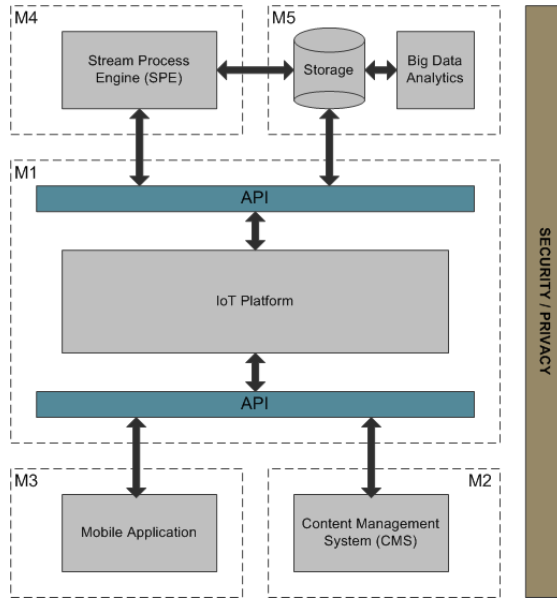 M4
Stream Process
Engine (SPE)
M5
Storage
Big Data
Analytics
M1
API
IoT Platform
API
M3
Mobile Application
M2
Content Management
System (CMS)
SECURITY / PRIVACY